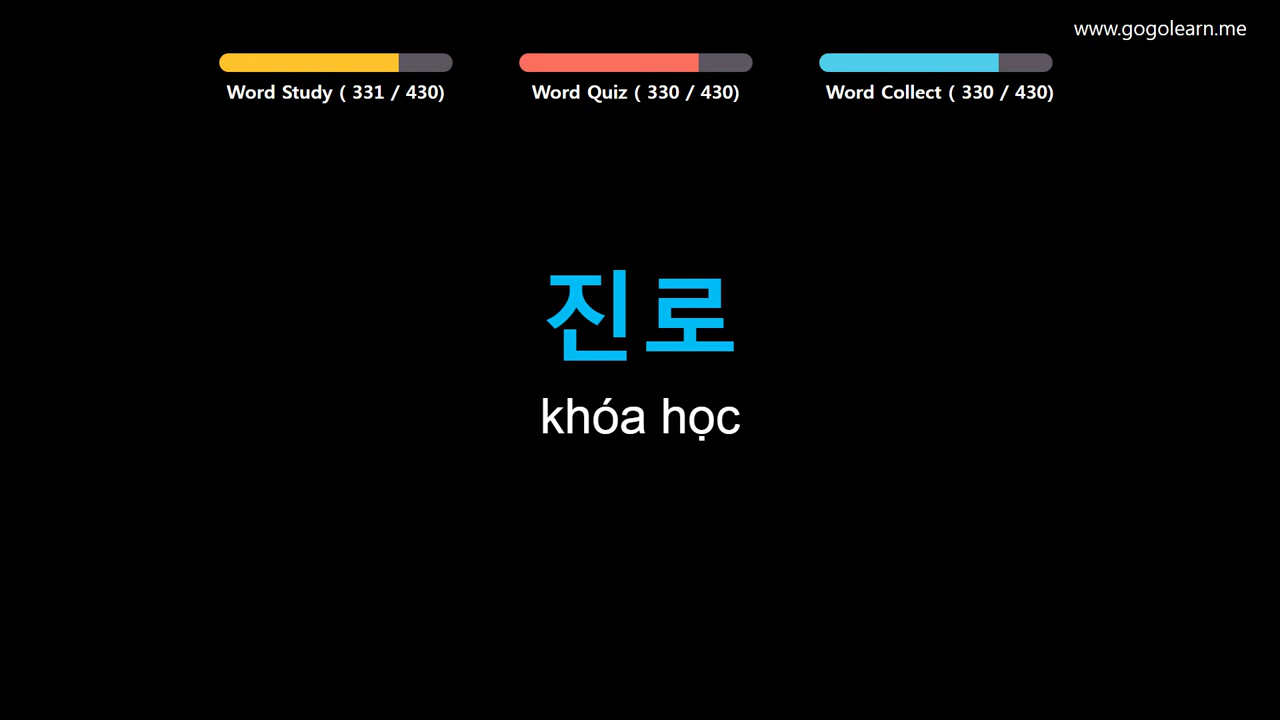 www.gogolearn.me
Word Study ( 331 / 430)
Word Quiz ( 330 / 430)
Word Collect ( 330 / 430)
진로
khóa học